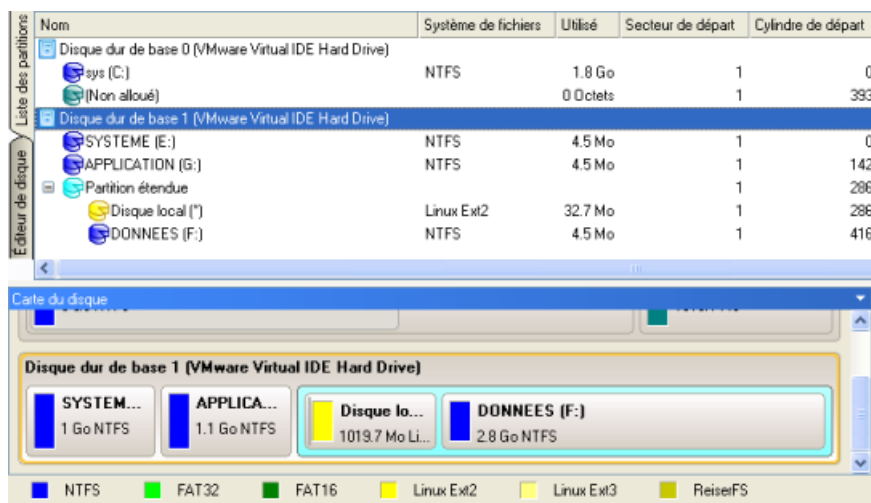 Nom Système de fichiers Utilisé Secteur de départ Cylindre de départ
Liste des partitions
Éditeur de disque
Disque dur de base 0 (VMware Virtual IDE Hard Drive)
sys (C:) NTFS 1.8 Go 1 0
(Non alloué) 0 Octets 1 393
Disque dur de base 1 (VMware Virtual IDE Hard Drive)
SYSTEME (E:) NTFS 4.5 Mo 1 0
APPLICATION (G:) NTFS 4.5 Mo 1 142
Partition étendue 1 286
Disque local (*) Linux Ext2 32.7 Mo 1 286
DONNEES (F:) NTFS 4.5 Mo 1 416
Carte du disque
Disque dur de base 1 (VMware Virtual IDE Hard Drive)
SYSTEM... APPLICA... Disque lo... DONNEES (F:)
1 Go NTFS 1.1 Go NTFS 1019.7 Mo Li... 2.8 Go NTFS
NTFS FAT32 FAT16 Linux Ext2 Linux Ext3 ReiserFS